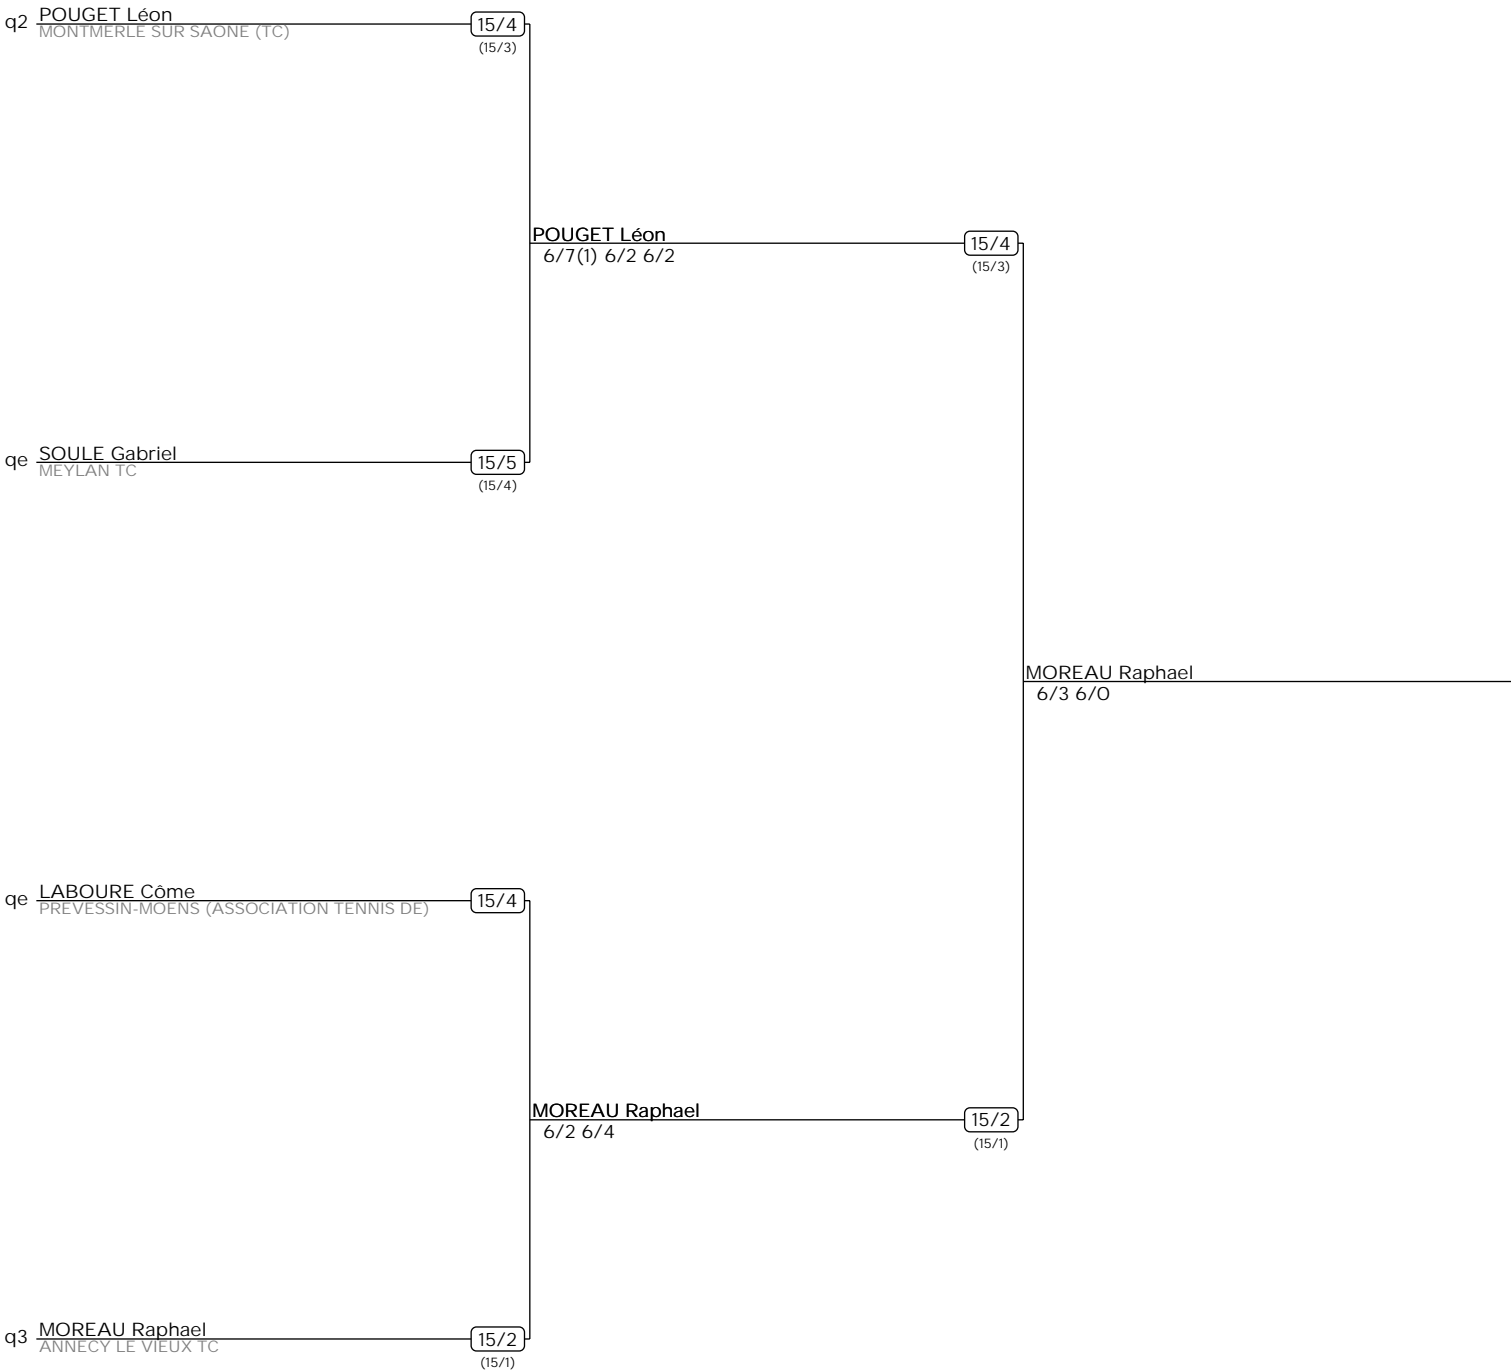 q2 POUGET Léon 15/4
MONTMERLE SUR SAONE (TC)
(15/3)
POUGET Léon 15/4
6/7(1) 6/2 6/2
(15/3)
qe SOULE Gabriel 15/5
MEYLAN TC
(15/4)
MOREAU Raphael
6/3 6/0
qe LABOURE Côme 15/4
PREVESSIN-MOENS (ASSOCIATION TENNIS DE)
MOREAU Raphael 15/2
6/2 6/4
(15/1)
q3 MOREAU Raphael 15/2
ANNECY LE VIEUX TC
(15/1)